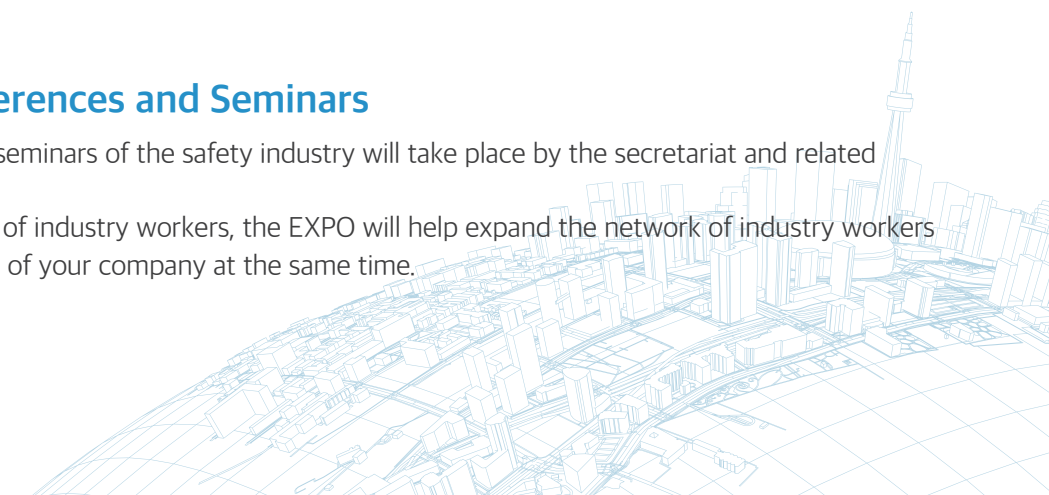 erences and Seminars
seminars of the safety industry will take place by the secretariat and related
of industry workers, the EXPO will help expand the network of industry workers
of your company at the same time.